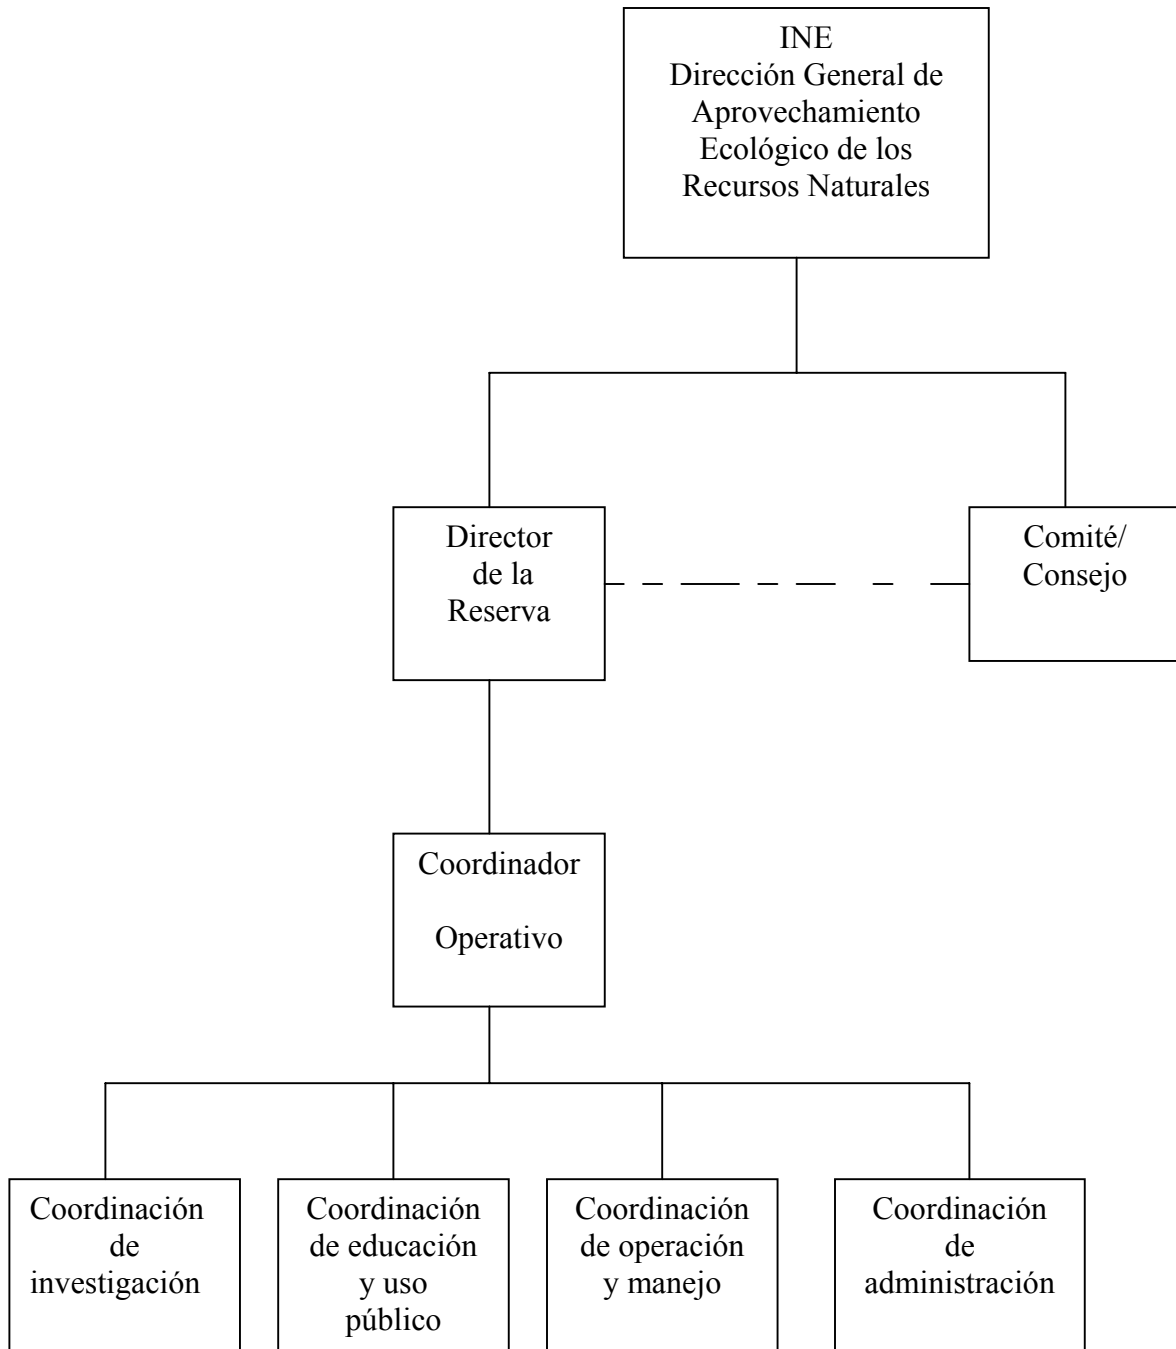 INE
Dirección General de
Aprovechamiento
Ecológico de los
Recursos Naturales
Director
de la
Reserva
Comité/
Consejo
Coordinador
Operativo
Coordinación
de
investigación
Coordinación
de educación
y uso
público
Coordinación
de operación
y manejo
Coordinación
de
administración